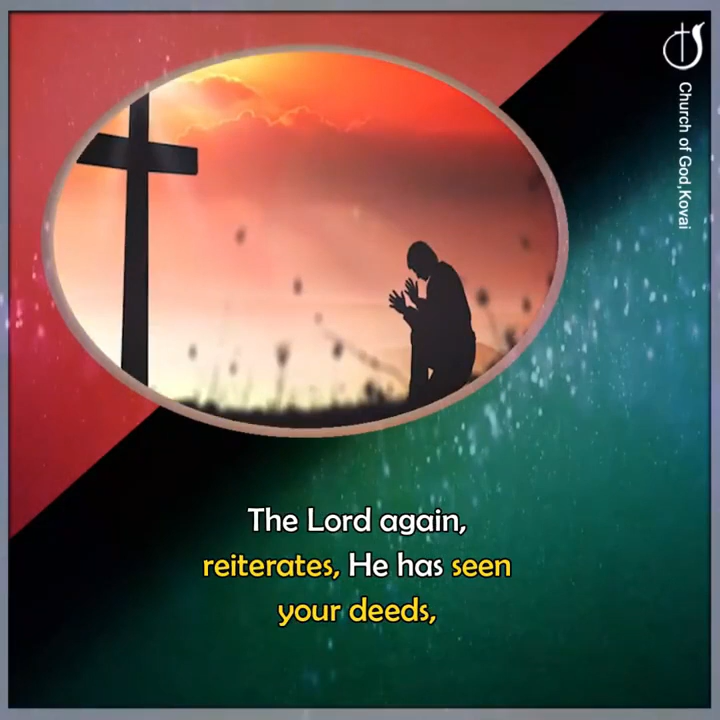 Church of God,Kovai
The Lord again,
reiterates, He has seen
your deeds,